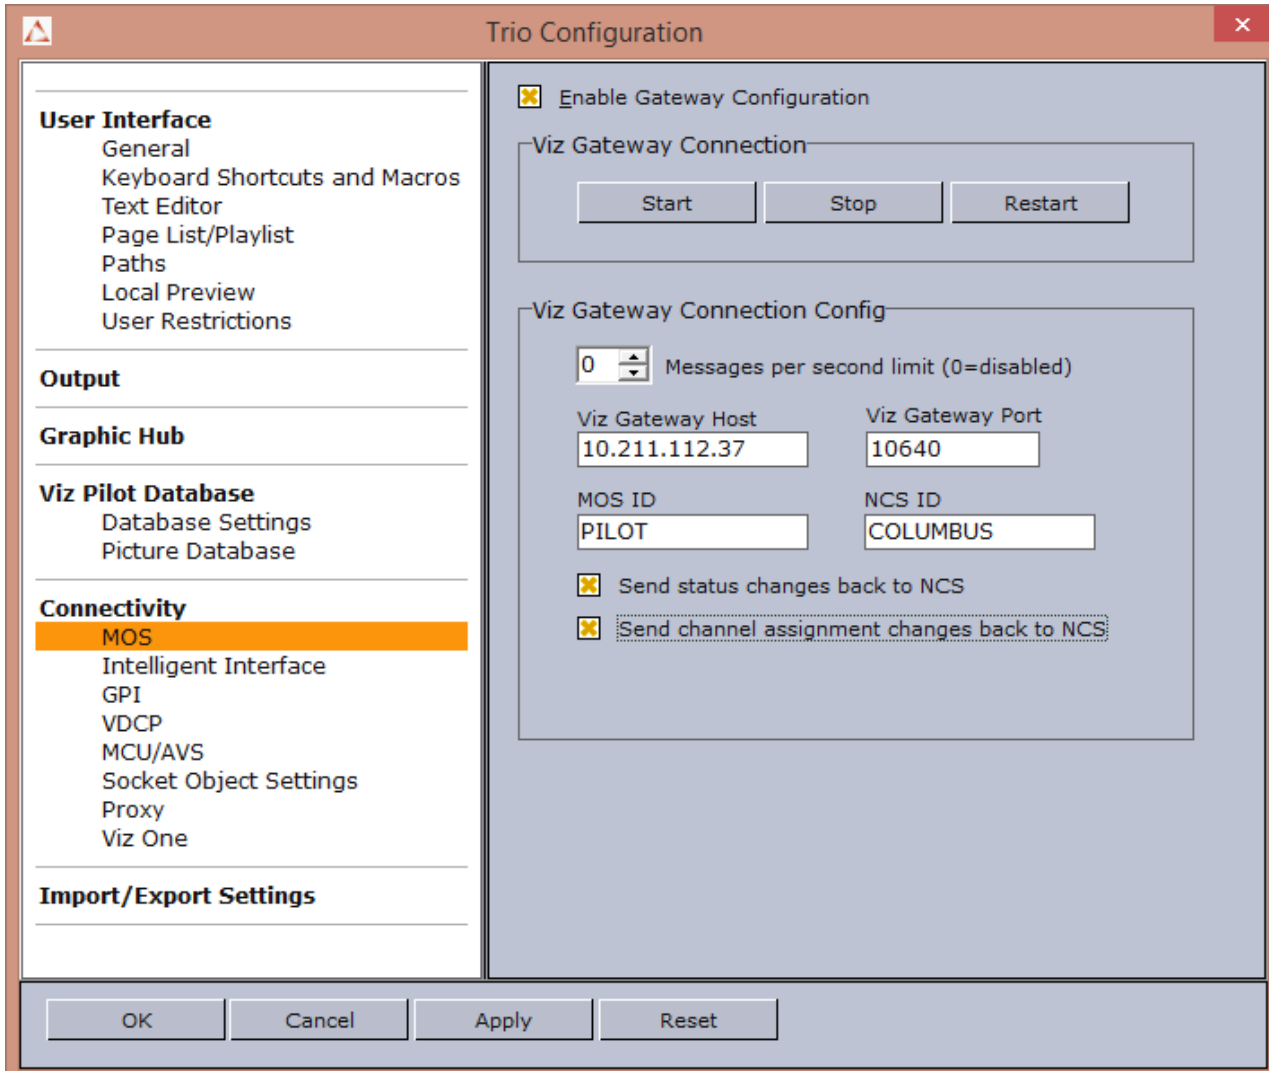 Trio Configuration
User Interface
General
Keyboard Shortcuts and Macros
Text Editor
Page List/Playlist
Paths
Local Preview
User Restrictions
Output
Graphic Hub
Viz Pilot Database
Database Settings
Picture Database
Connectivity
MOS
Intelligent Interface
GPI
VDCP
MCU/AVS
Socket Object Settings
Proxy
Viz One
Import/Export Settings
Enable Gateway Configuration
Viz Gateway Connection
Start Stop Restart
Viz Gateway Connection Config
0 Messages per second limit (0=disabled)
Viz Gateway Host Viz Gateway Port
10.211.112.37 10640
MOS ID NCS ID
PILOT COLUMBUS
Send status changes back to NCS
Send channel assignment changes back to NCS
OK Cancel Apply Reset